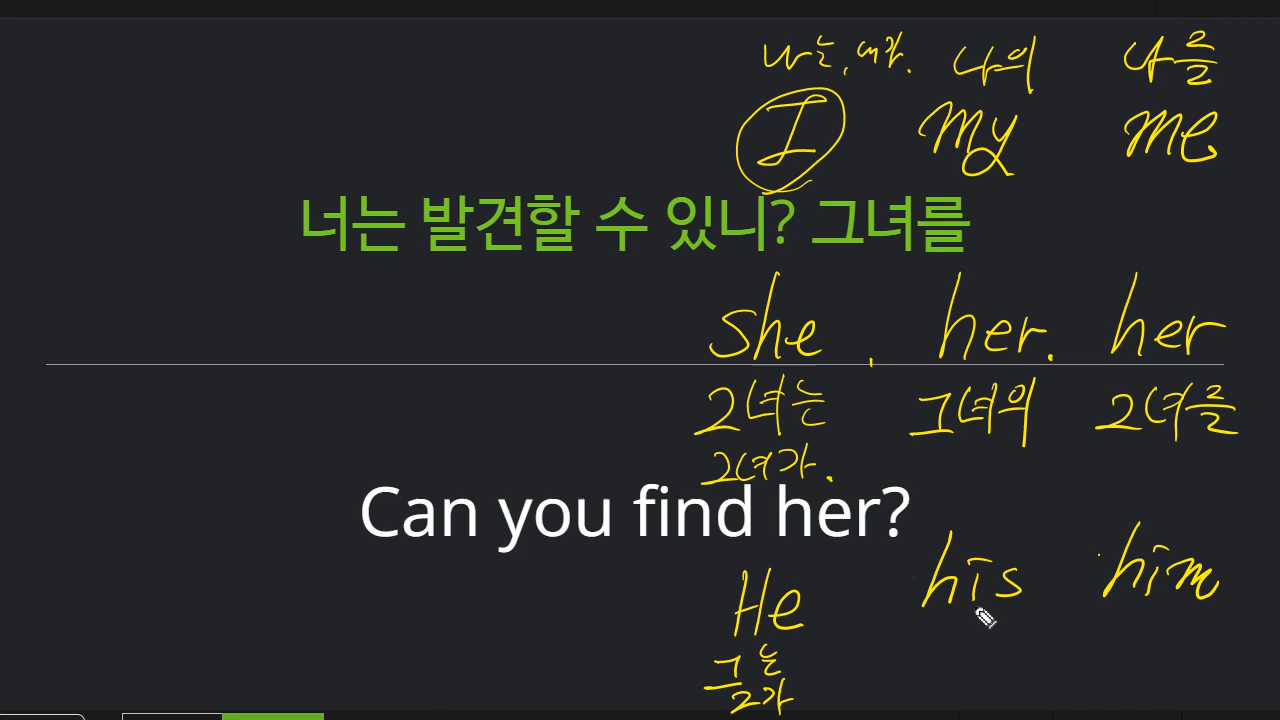 나는, 내가. 나의 나를
I my me
너는 발견할 수 있니? 그녀를
she, her. her
그녀는 그녀의 그녀를
그녀가.
Can you find her?
He his him
그는
그가